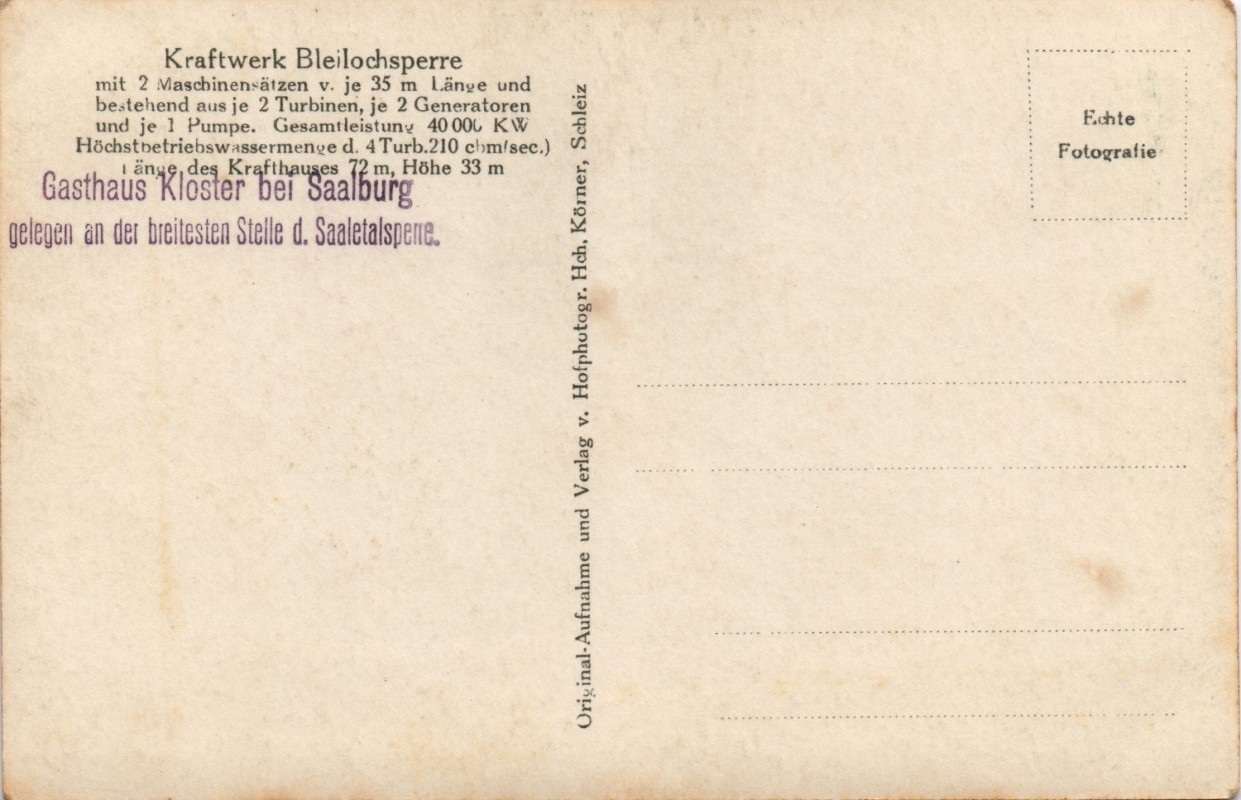 Kraftwerk Bleilochsperre
mit 2 Maschinensätzen v. je 35 m Länge und
bestehend aus je 2 Turbinen, je 2 Generatoren
und je 1 Pumpe. Gesamtleistung 40000 KW
Höchstbetriebswassermenge d. 4 Turb. 210 cbm/sec.)
Länge des Krafthauses 72 m, Höhe 33 m
Gasthaus Kloster bei Saalburg
gelegen an der breitesten Stelle d. Saaletalsperre.
Original-Aufnahme und Verlag v. Hofphotogr. Hch. Körner, Schleiz
Echte
Fotografie